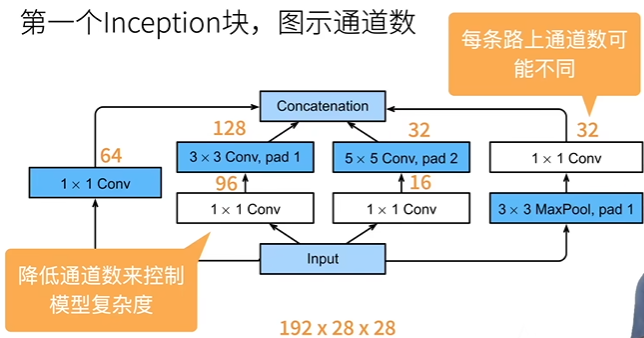 第一个Inception块，图示通道数
每条路上通道数可
能不同
Concatenation
128
32
32
64
3 × 3 Conv, pad 1
5 × 5 Conv, pad 2
1 × 1 Conv
1 × 1 Conv
96
16
1 × 1 Conv
1 × 1 Conv
3 × 3 MaxPool, pad 1
降低通道数来控制
模型复杂度
Input
192 x 28 x 28